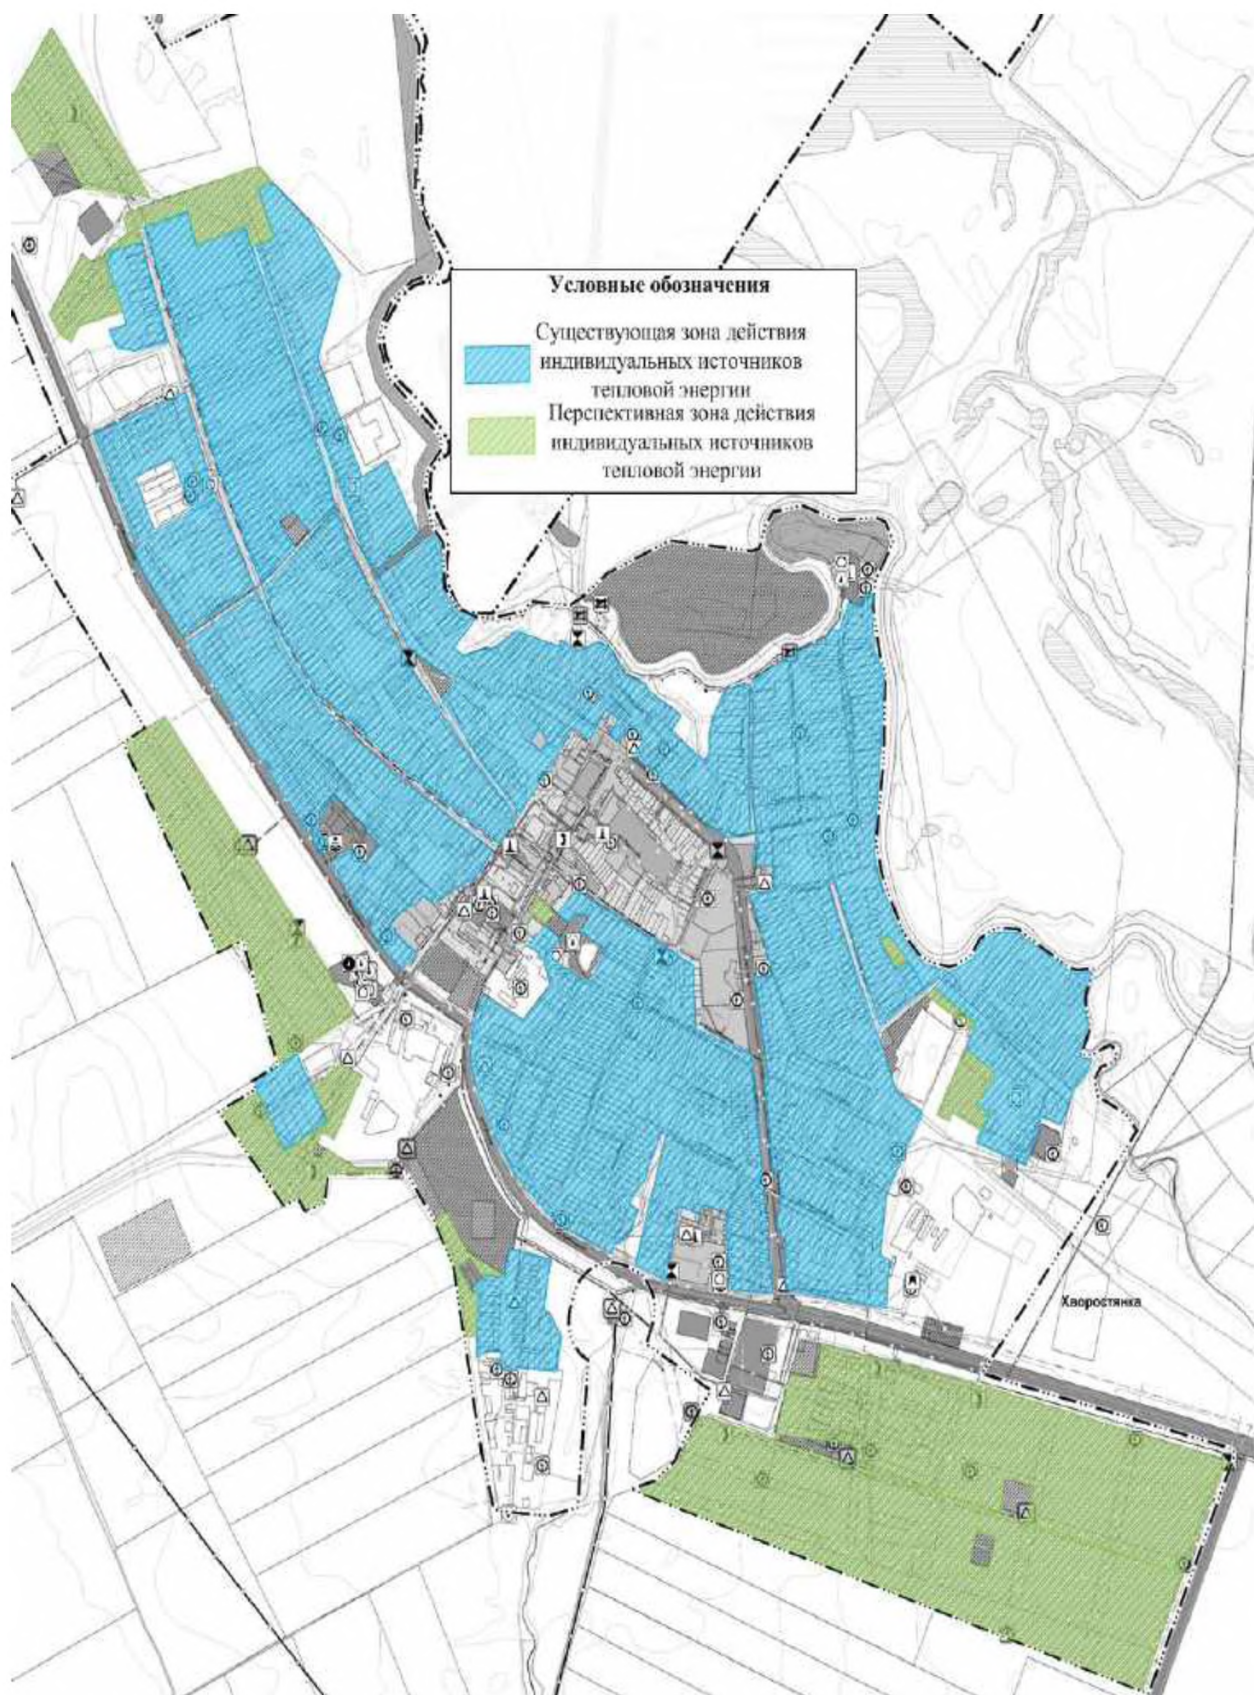 Условные обозначения
Существующая зона действия
индивидуальных источников
тепловой энергии
Перспективная зона действия
индивидуальных источников
тепловой энергии
Хворостянка